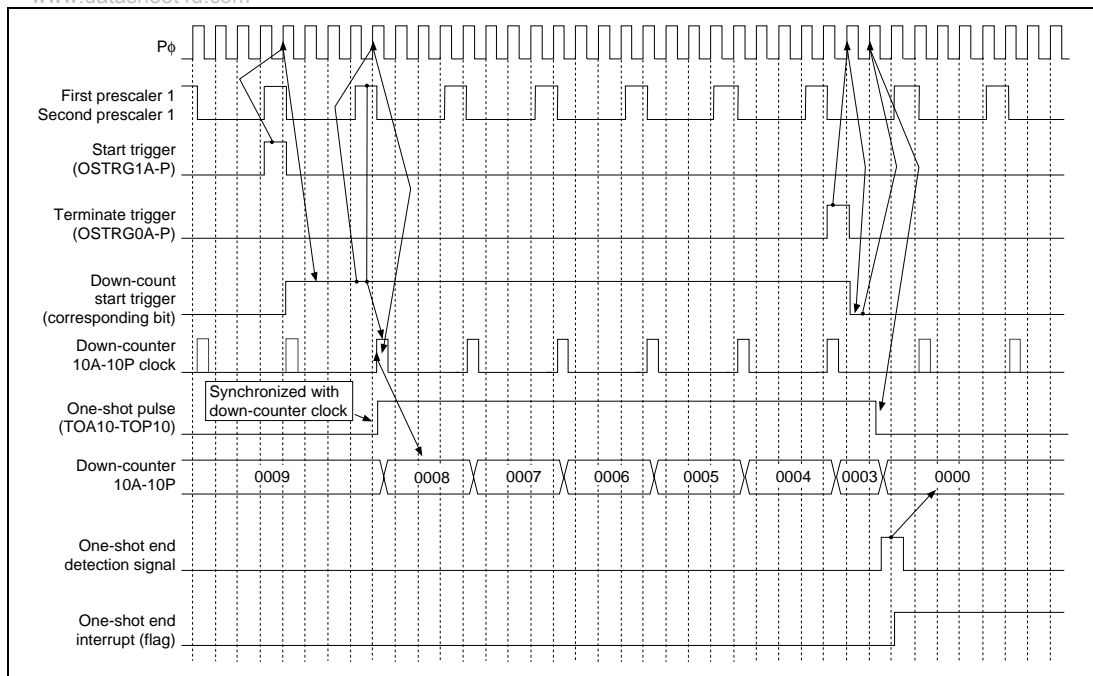 www.datasheet4u.com
Pϕ
First prescaler 1
Second prescaler 1
Start trigger
(OSTRG1A-P)
Terminate trigger
(OSTRG0A-P)
Down-count
start trigger
(corresponding bit)
Down-counter
10A-10P clock
Synchronized with
down-counter clock
One-shot pulse
(TOA10-TOP10)
Down-counter
10A-10P
0009 0008 0007 0006 0005 0004 0003 0000
One-shot end
detection signal
One-shot end
interrupt (flag)